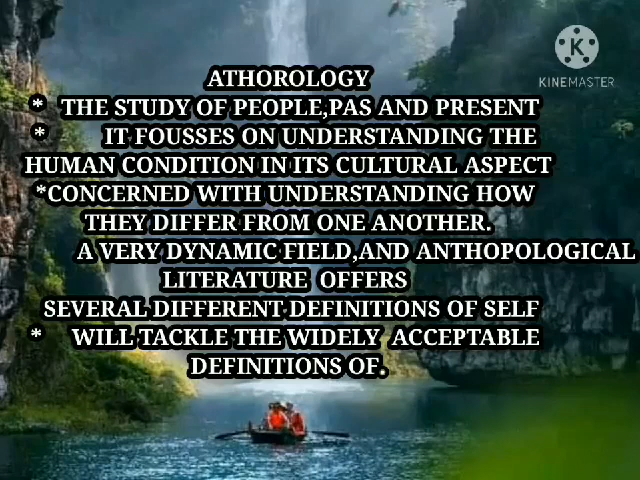 K
KINEMASTER
ATHOROLOGY
* THE STUDY OF PEOPLE,PAS AND PRESENT
* IT FOUSSES ON UNDERSTANDING THE
HUMAN CONDITION IN ITS CULTURAL ASPECT
*CONCERNED WITH UNDERSTANDING HOW
THEY DIFFER FROM ONE ANOTHER.
A VERY DYNAMIC FIELD,AND ANTHOPOLOGICAL
LITERATURE OFFERS
SEVERAL DIFFERENT DEFINITIONS OF SELF
* WILL TACKLE THE WIDELY ACCEPTABLE
DEFINITIONS OF.